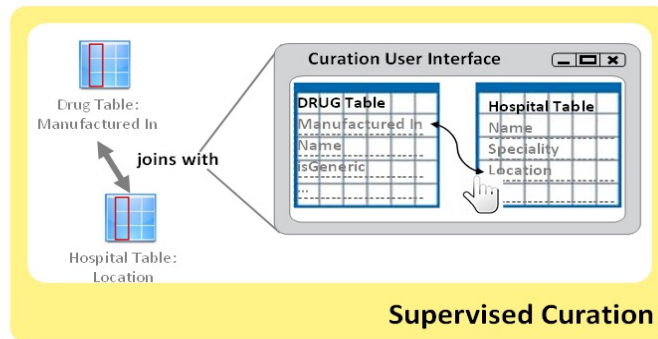 Drug Table:
Manufactured In
joins with
Hospital Table:
Location
Curation User Interface
DRUG Table
Manufactured In
Name
isGeneric
...
Hospital Table
Name
Speciality
Location
Supervised Curation